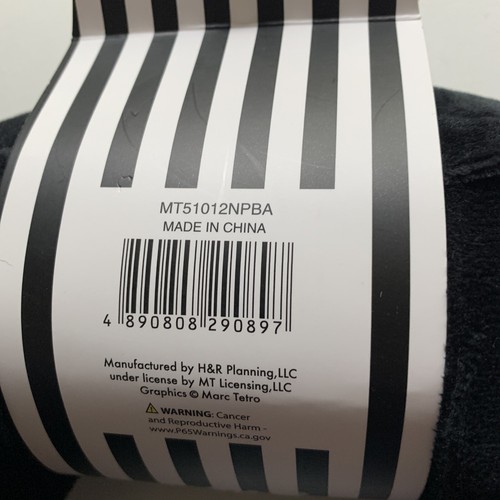 MT51012NPBA
MADE IN CHINA
4 890808 290897
Manufactured by H&R Planning,LLC
under license by MT Licensing,LLC
Graphics © Marc Tetro
⚠ WARNING: Cancer
and Reproductive Harm -
www.P65Warnings.ca.gov